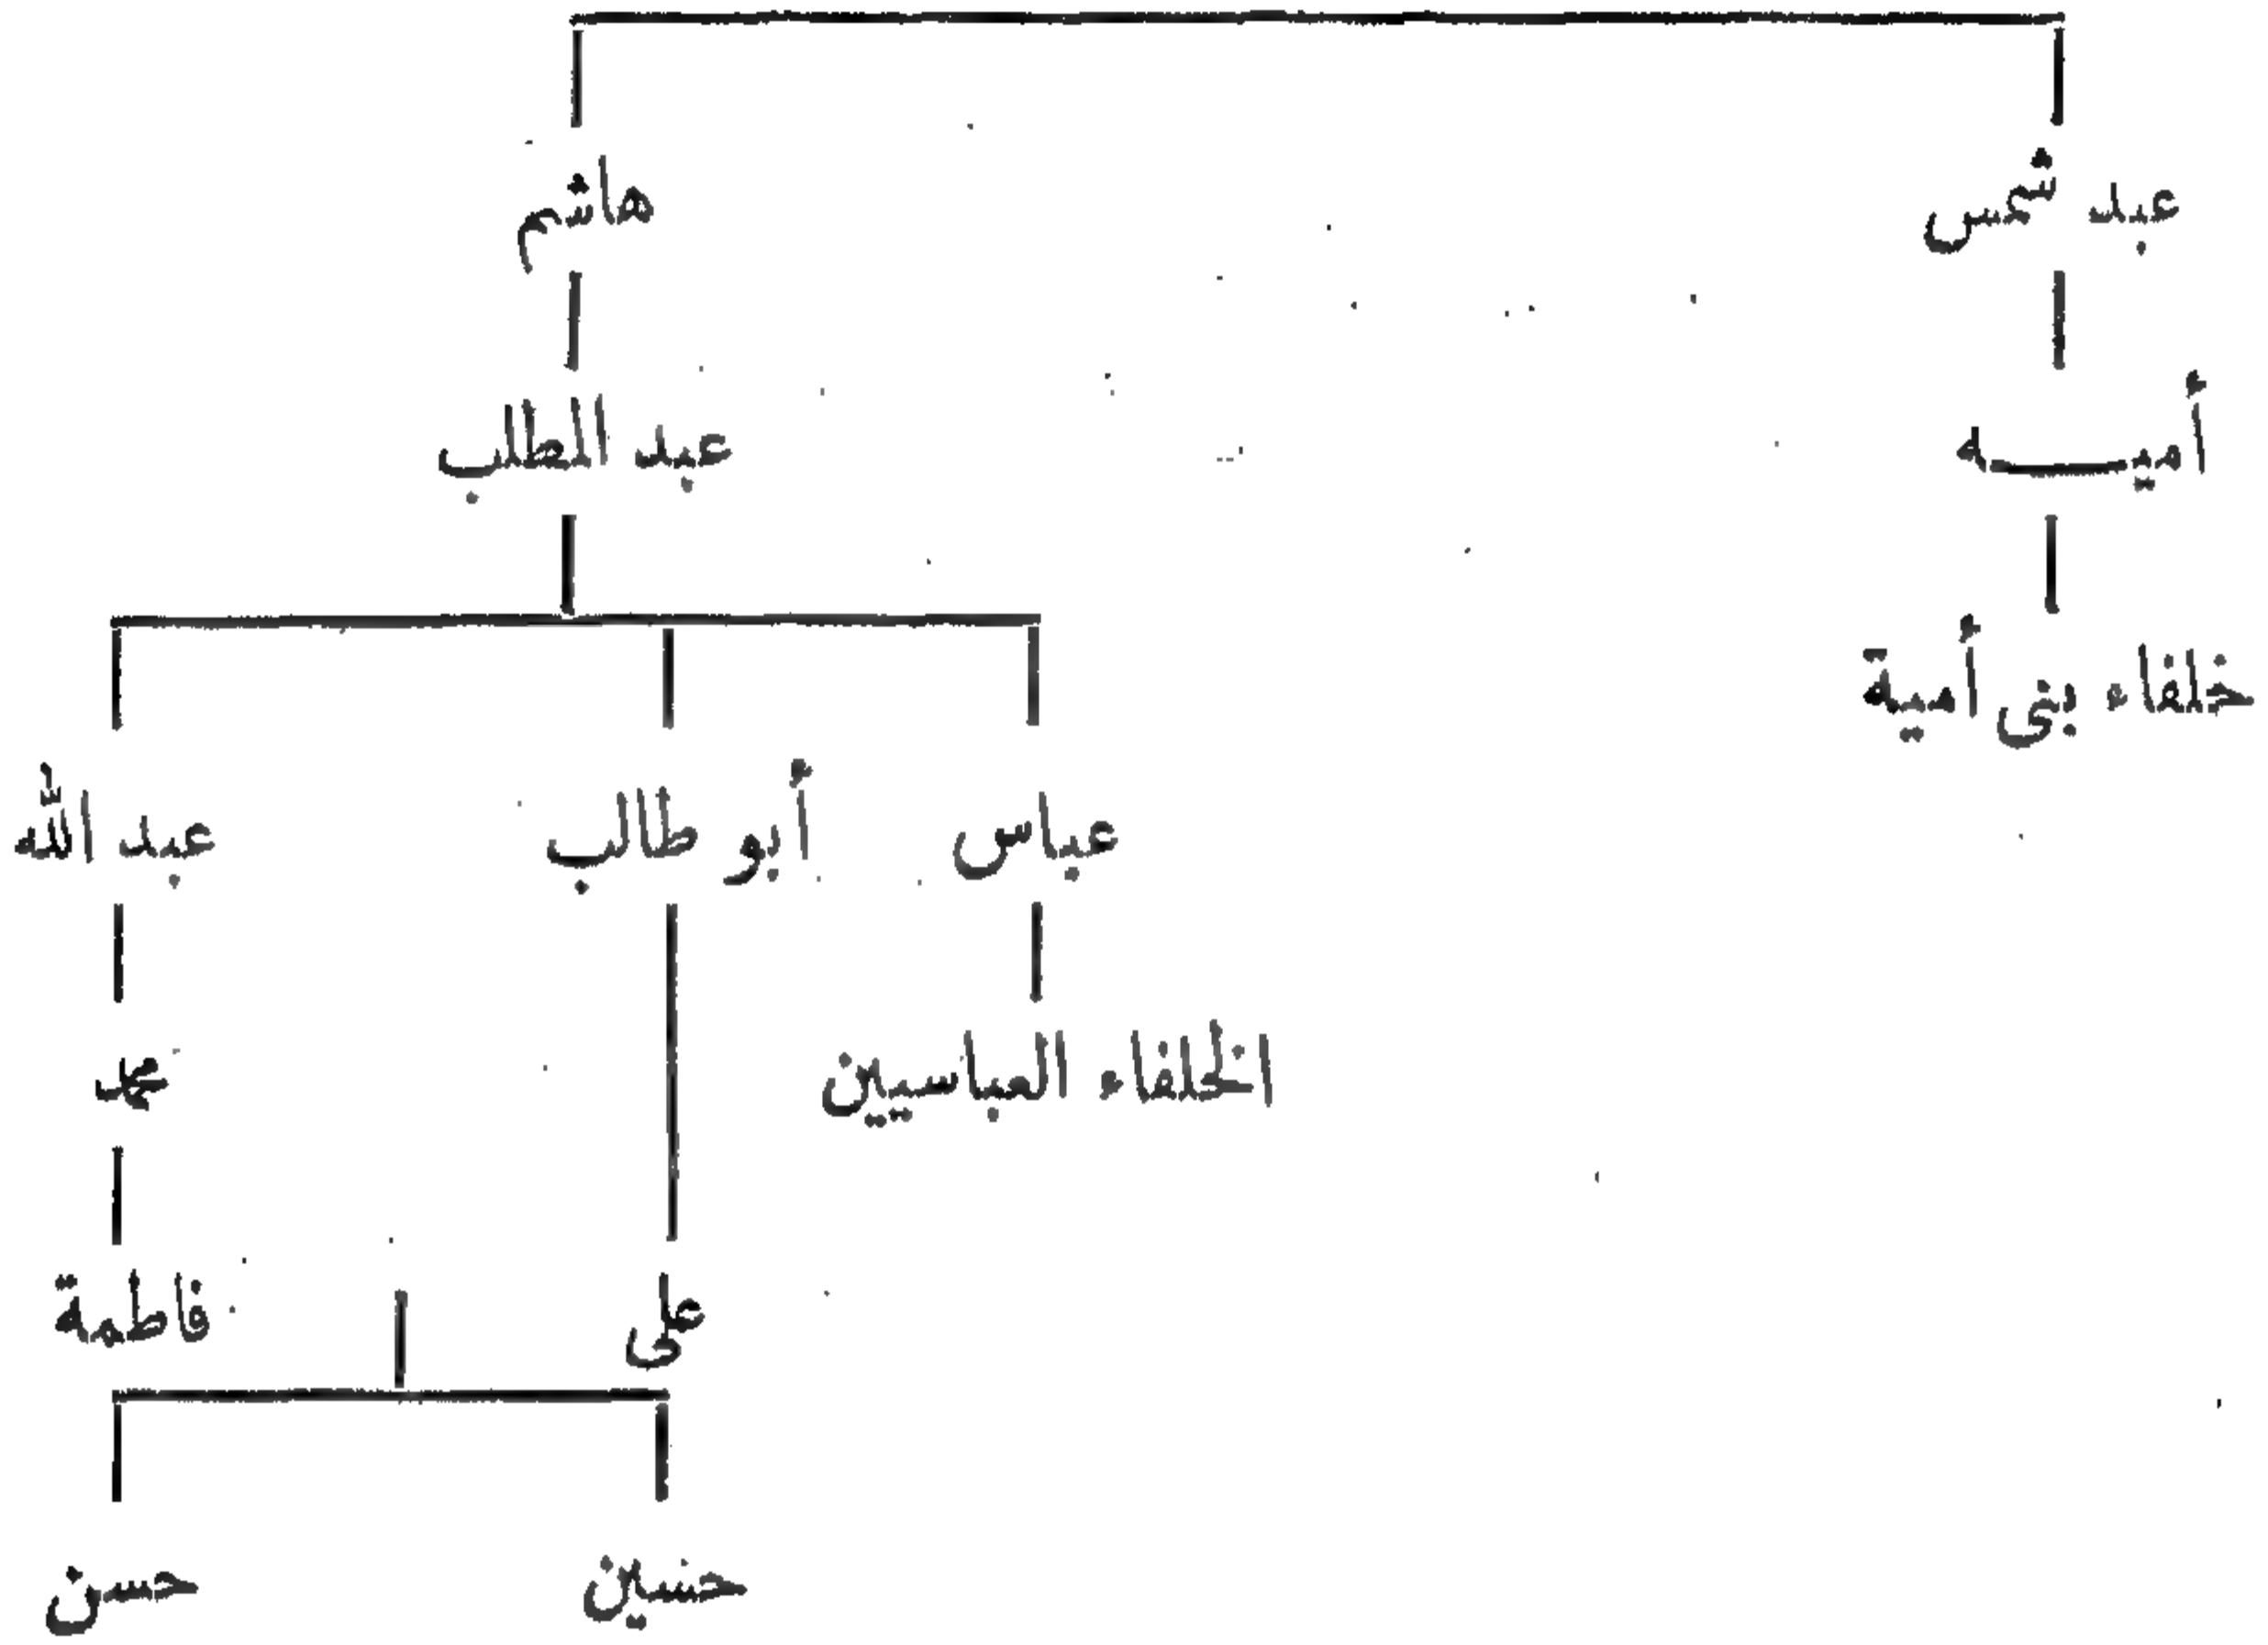 عبد شمس
هاشم
أميـــه
عبد المطلب
خلفاء بنى أمية
عباس
أبو طالب
عبد الله
الخلفاء العباسيين
محمد
على
فاطمة
حسين
حسن